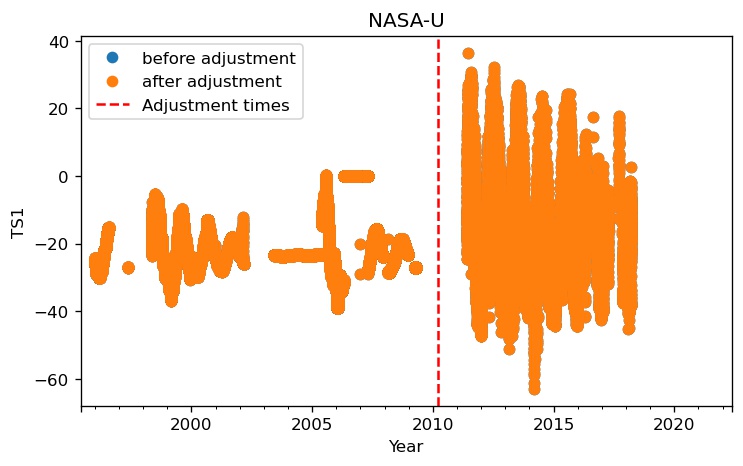 NASA-U
before adjustment
after adjustment
Adjustment times
TS1
40
20
0
−20
−40
−60
2000
2005
2010
2015
2020
Year